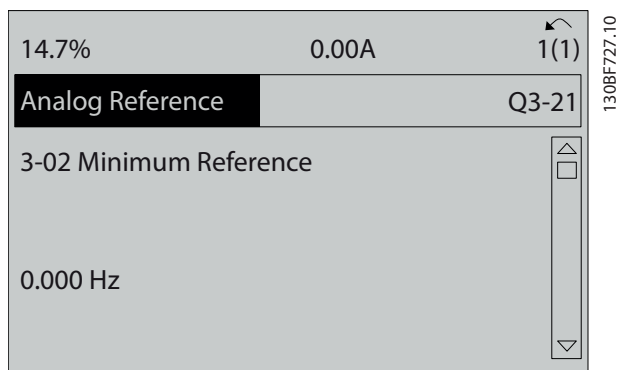 14.7% 0.00A 1(1)
Analog Reference Q3-21
3-02 Minimum Reference
0.000 Hz
130BF727.10